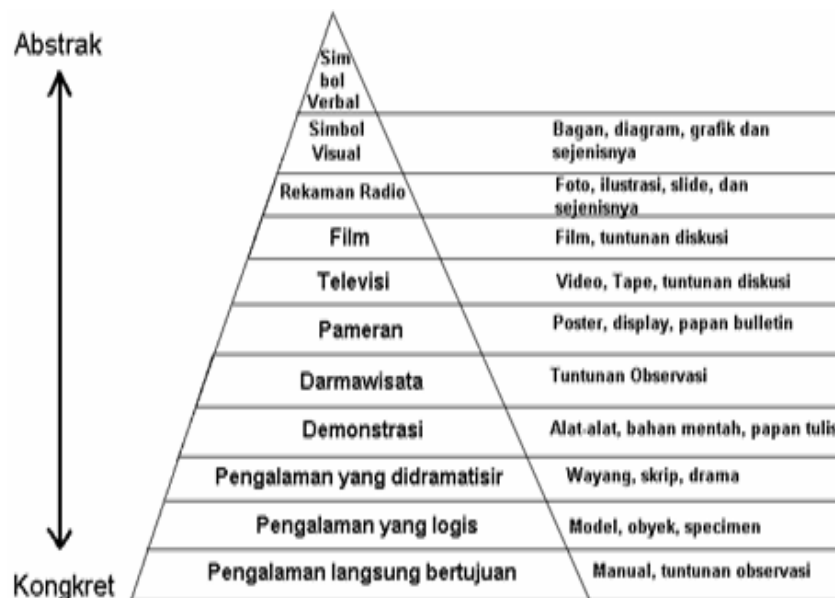 Abstrak
Sim
bol
Verbal
Simbol
Visual
Bagan, diagram, grafik dan
sejenisnya
Rekaman Radio
Foto, ilustrasi, slide, dan
sejenisnya
Film
Film, tuntunan diskusi
Televisi
Video, Tape, tuntunan diskusi
Pameran
Poster, display, papan bulletin
Darmawisata
Tuntunan Observasi
Demonstrasi
Alat-alat, bahan mentah, papan tulis
Pengalaman yang didramatisir
Wayang, skrip, drama
Pengalaman yang logis
Model, obyek, specimen
Pengalaman langsung bertujuan
Manual, tuntunan observasi
Kongkret